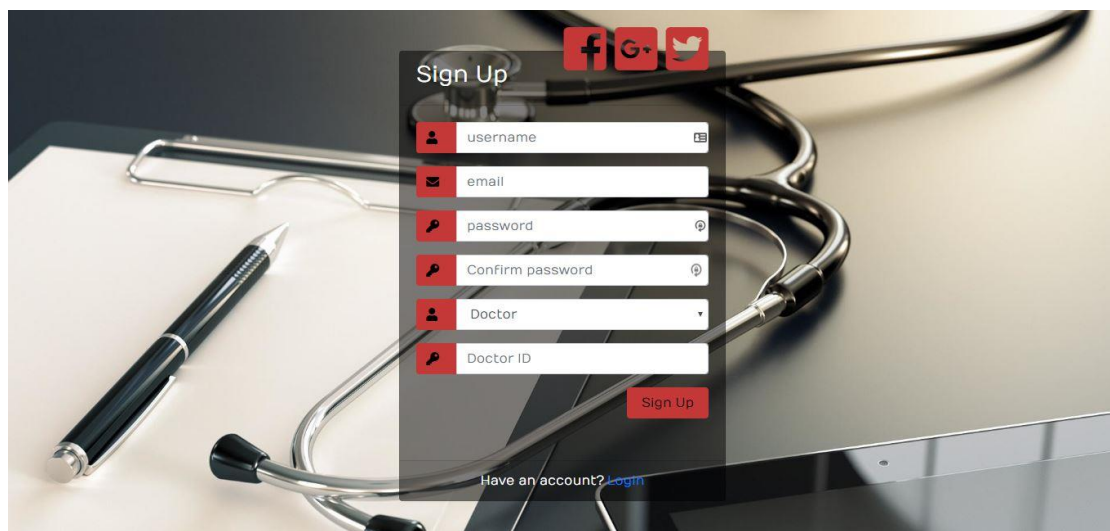 G+
Sign Up
username
email
password
Confirm password
Doctor
Doctor ID
Sign Up
Have an account? Login